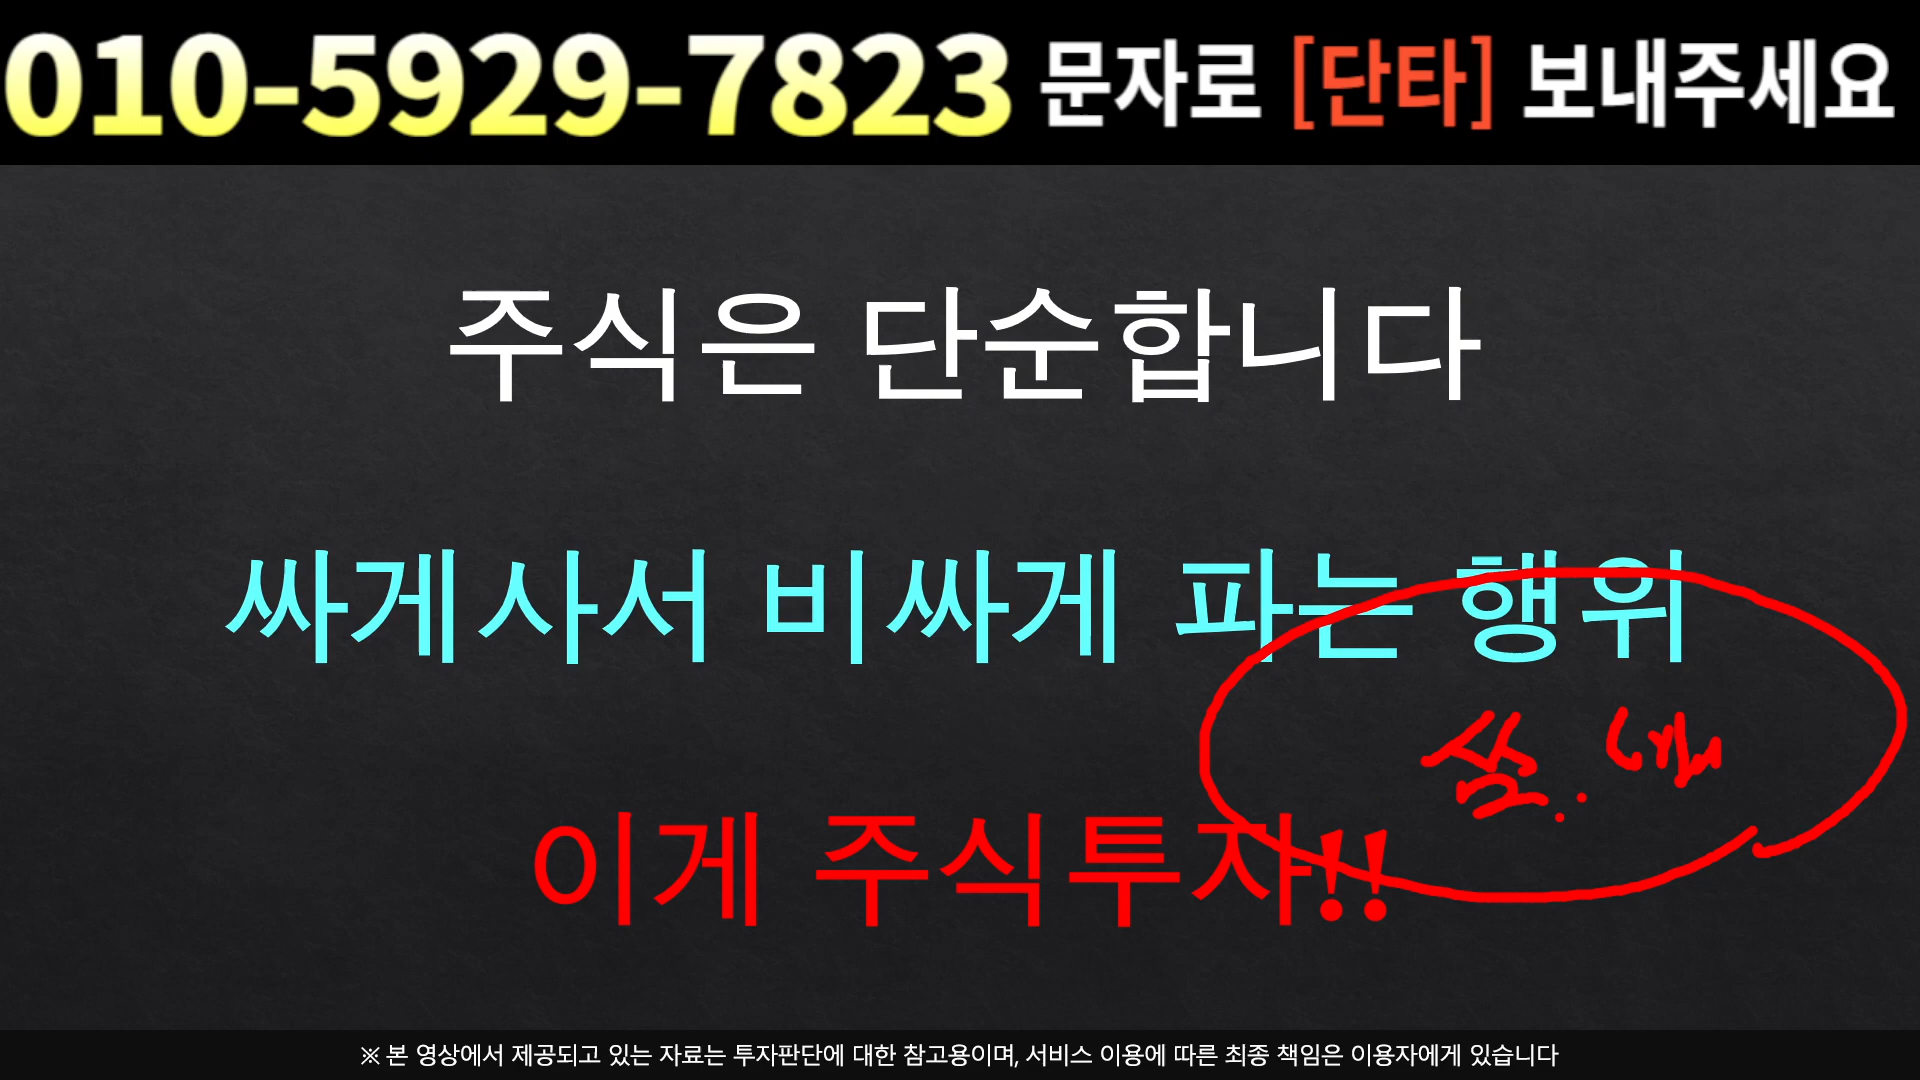 010-5929-7823 문자로 [단타] 보내주세요
주식은 단순합니다
싸게사서 비싸게 파는 행위
이게 주식투자!!
※ 본 영상에서 제공되고 있는 자료는 투자판단에 대한 참고용이며, 서비스 이용에 따른 최종 책임은 이용자에게 있습니다